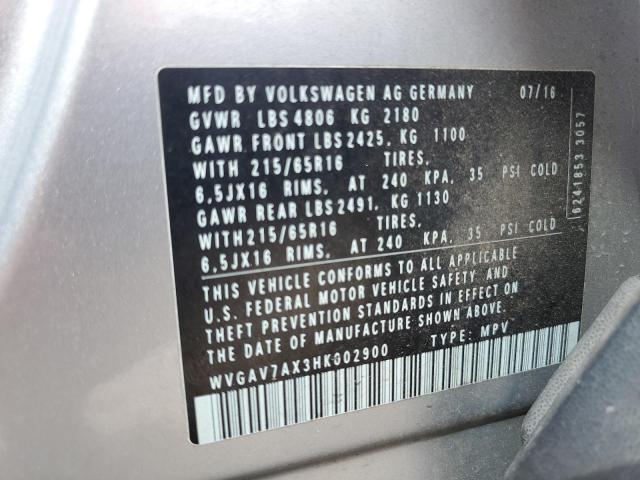 MFD BY VOLKSWAGEN AG GERMANY 07/16
GVWR LBS 4806 KG 2180
GAWR FRONT LBS 2425, KG 1100
WITH 215/65R16 TIRES,
6,5JX16 RIMS, AT 240 KPA, 35 PSI COLD
GAWR REAR LBS 2491, KG 1130
WITH 215/65R16 TIRES,
6,5JX16 RIMS, AT 240 KPA, 35 PSI COLD
THIS VEHICLE CONFORMS TO ALL APPLICABLE
U.S. FEDERAL MOTOR VEHICLE SAFETY AND
THEFT PREVENTION STANDARDS IN EFFECT ON
THE DATE OF MANUFACTURE SHOWN ABOVE.
WVGAV7AX3HK002900 TYPE: MPV
6241853 3057